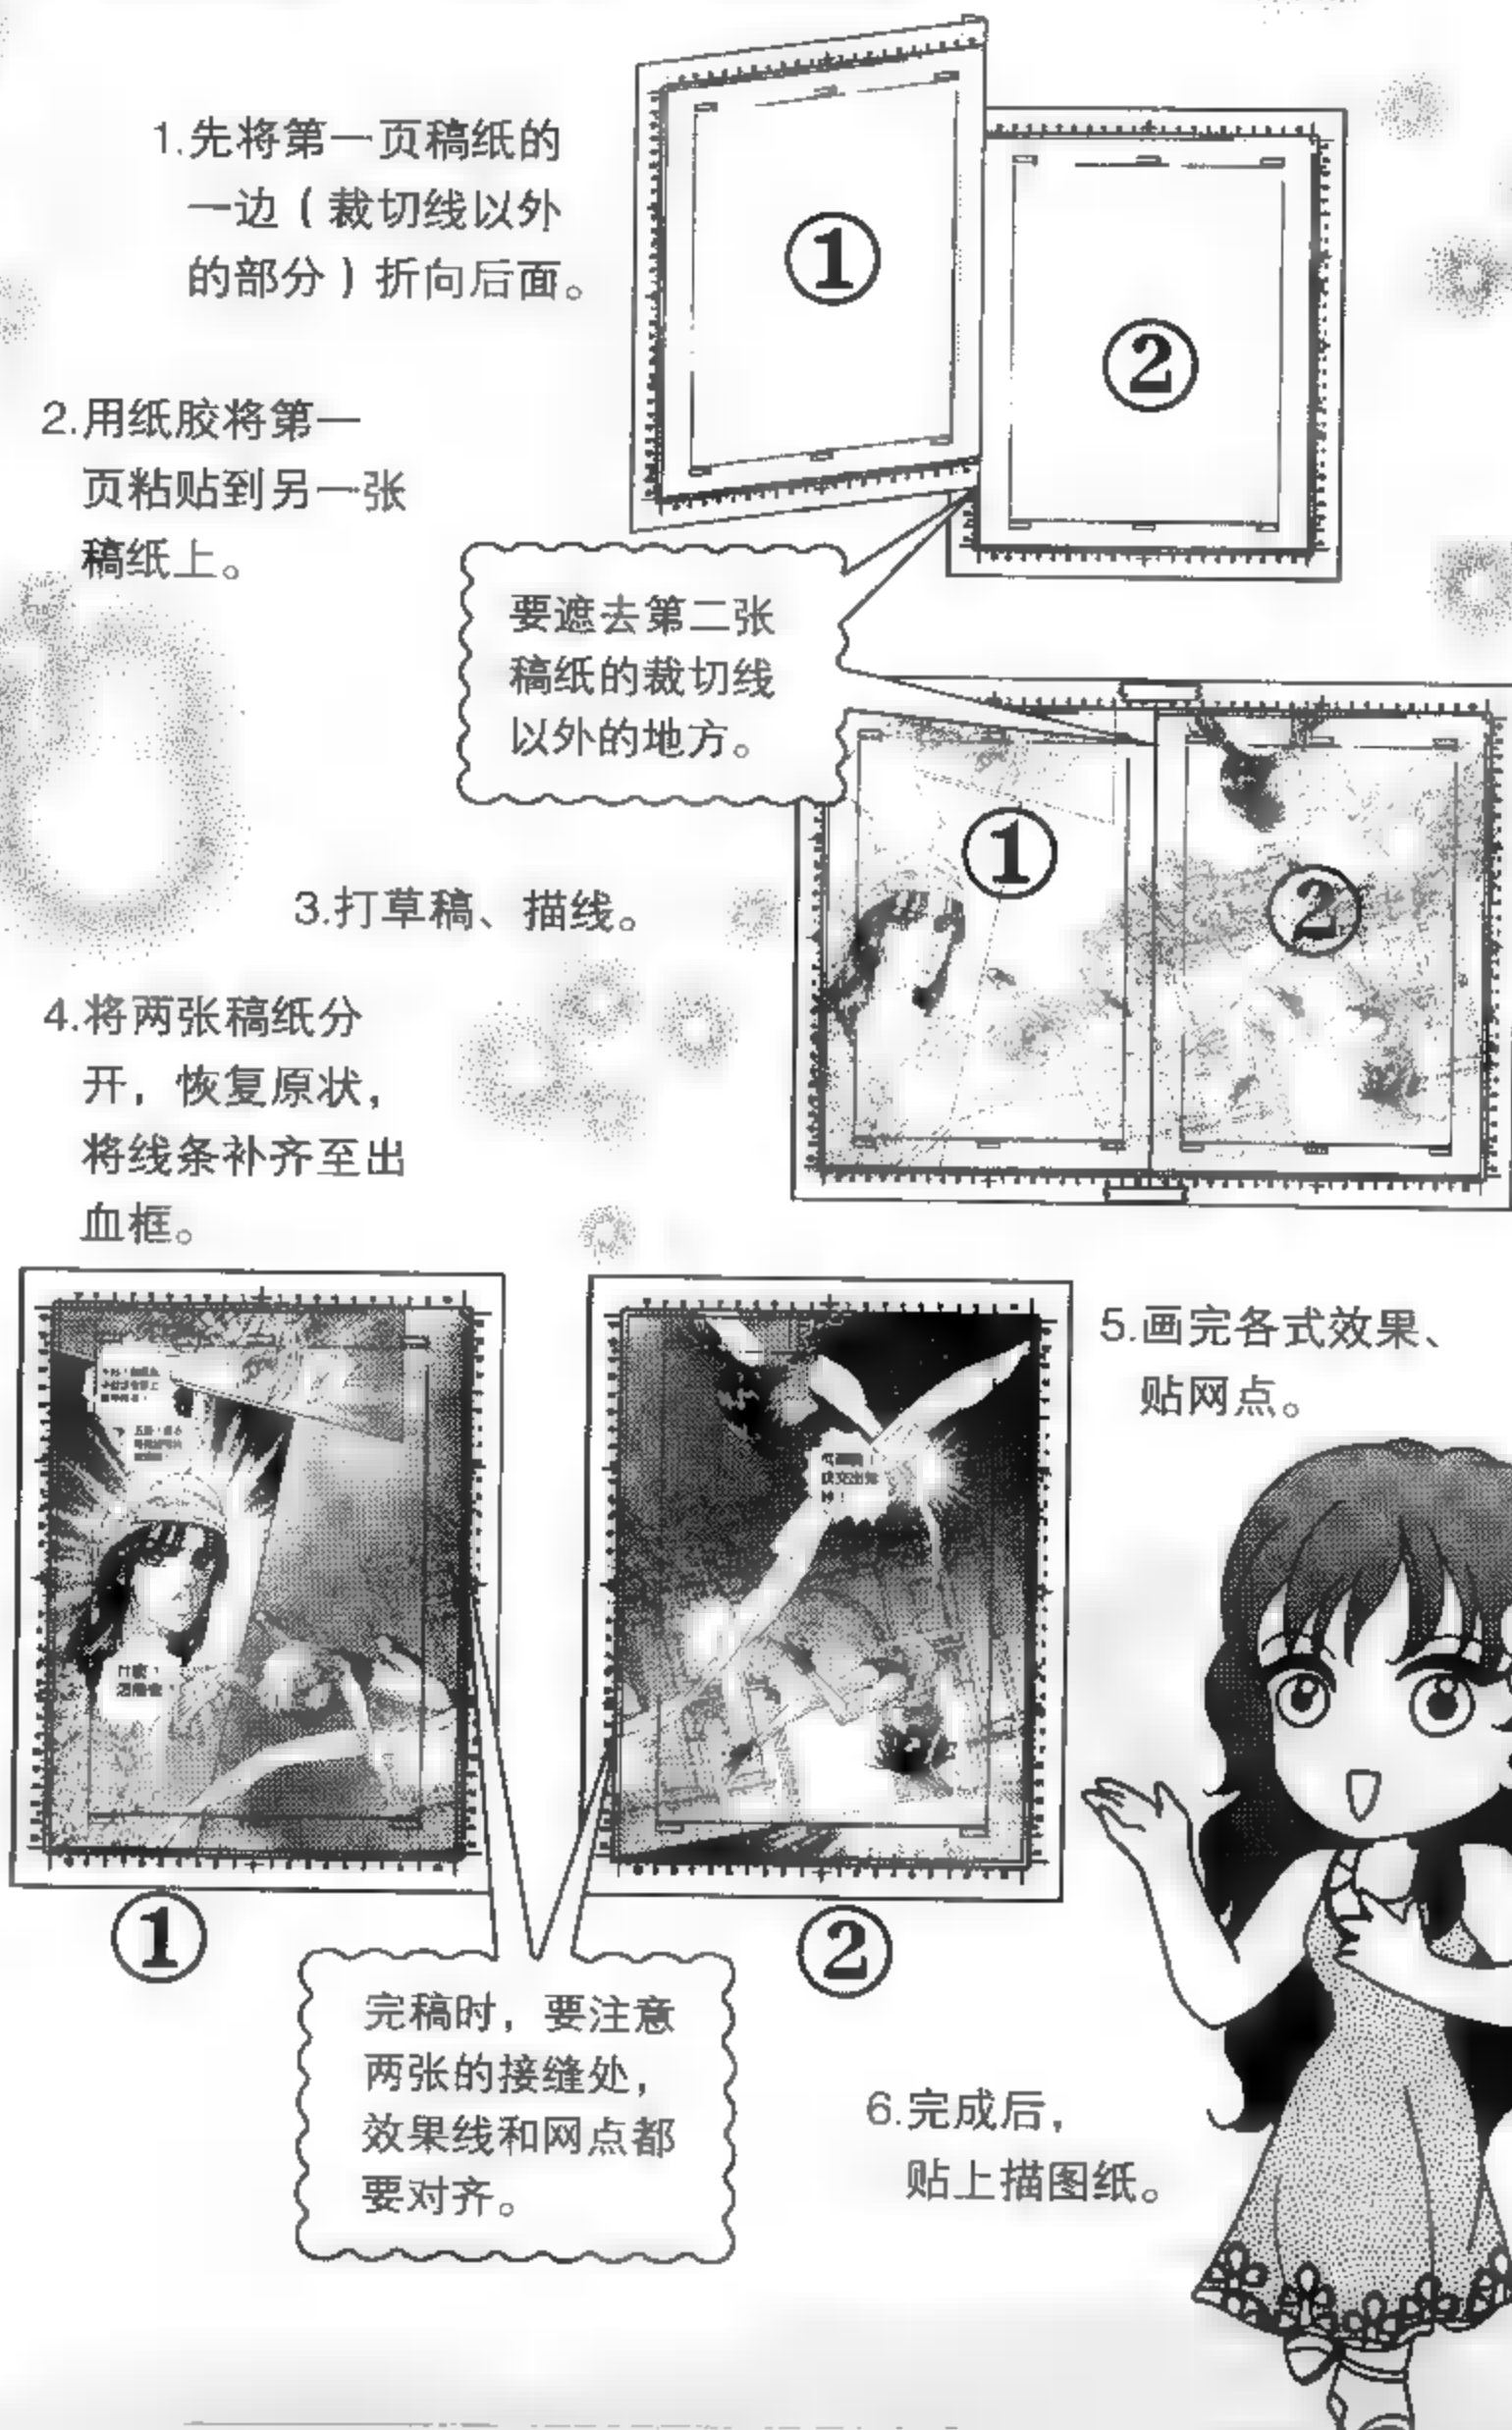 1.先将第一页稿纸的
一边(裁切线以外
的部分)折向后面。
①
②
2.用纸胶将第一
页粘贴到另一张
稿纸上。
要遮去第二张
稿纸的裁切线
以外的地方。
①
②
3.打草稿、描线。
4.将两张稿纸分
开，恢复原状，
将线条补齐至出
血框。
5.画完各式效果、
贴网点。
①
②
完稿时，要注意
两张的接缝处，
效果线和网点都
要对齐。
6.完成后，
贴上描图纸。